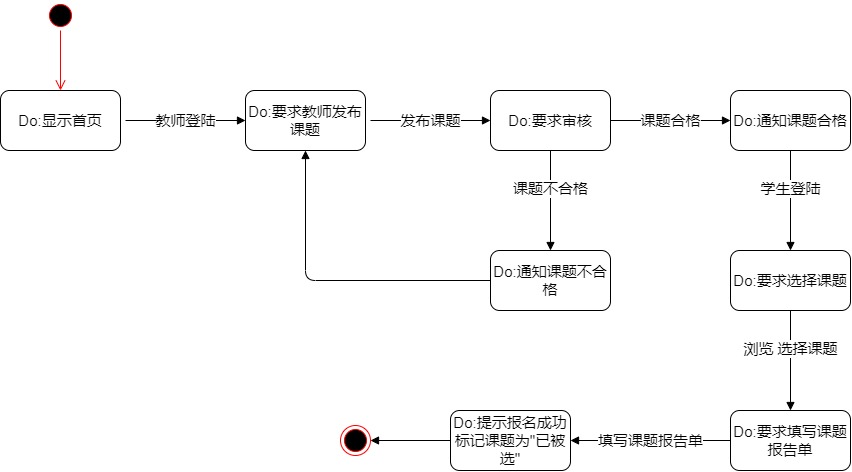 Do:显示首页
教师登陆
Do:要求教师发布
课题
发布课题
Do:要求审核
课题合格
Do:通知课题合格
课题不合格
学生登陆
Do:通知课题不合
格
Do:要求选择课题
浏览 选择课题
Do:要求填写课题
报告单
填写课题报告单
Do:提示报名成功
标记课题为"已被
选"